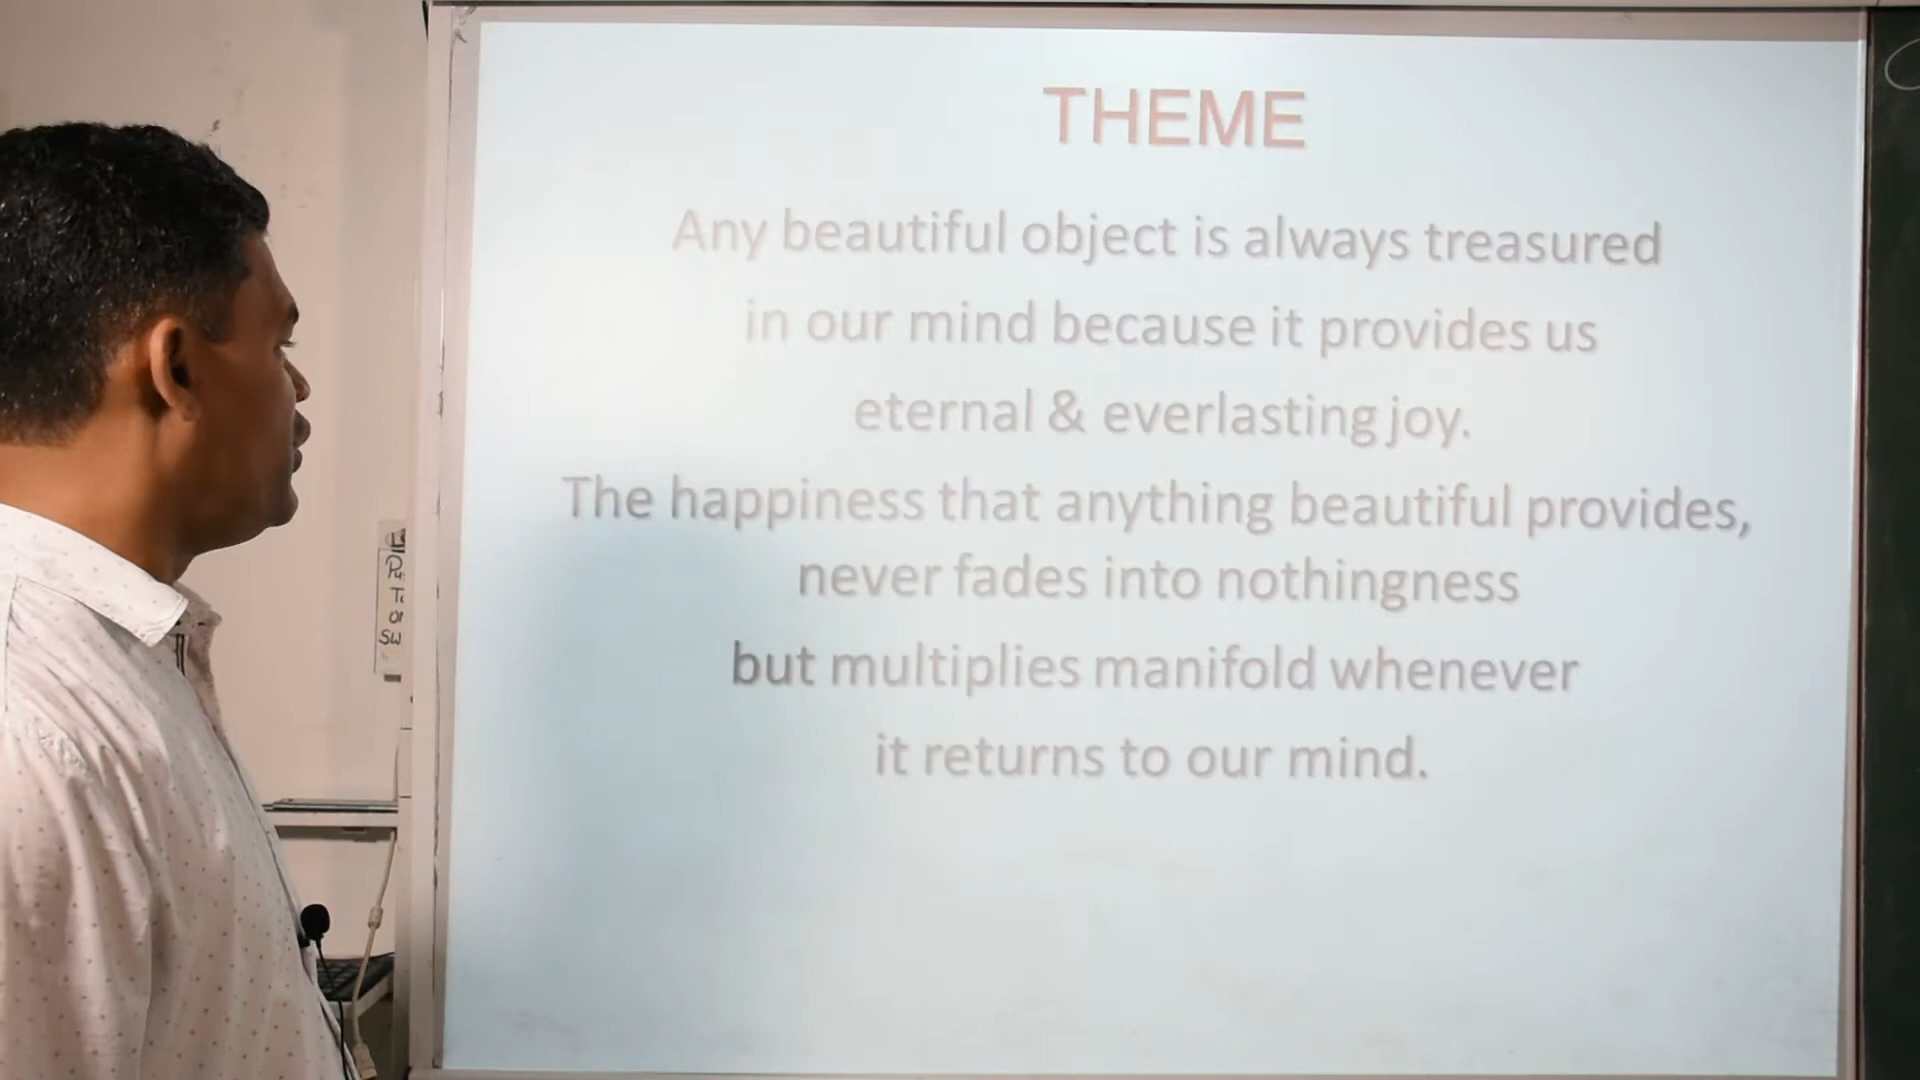 THEME
Any beautiful object is always treasured
in our mind because it provides us
eternal & everlasting joy.
The happiness that anything beautiful provides,
never fades into nothingness
but multiplies manifold whenever
it returns to our mind.